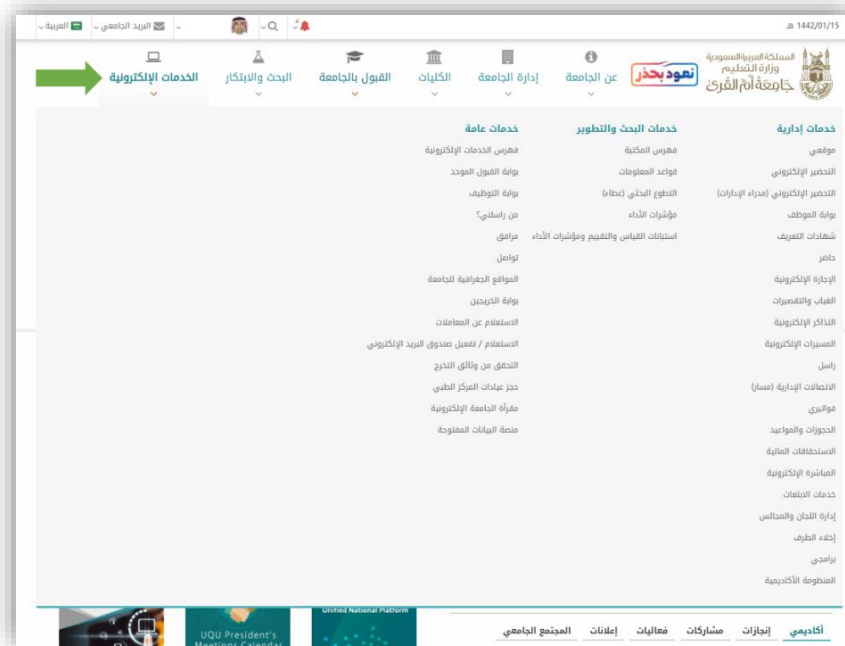 1442/01/15 هـ.
البريد الجامعي
العربية
المملكة العربية السعودية
وزارة التعليم
جامعة أم القرى
نعود بحذر
عن الجامعة
إدارة الجامعة
الكليات
القبول بالجامعة
البحث والابتكار
الخدمات الإلكترونية
خدمات إدارية
موقعي
التحضير الإلكتروني
التحضير الإلكتروني (مدراء الإدارات)
بوابة الموظف
شهادات التعريف
حاضر
الإجازة الإلكترونية
الغياب والتقصيرات
التذاكر الإلكترونية
المسيرات الإلكترونية
راسل
الاتصالات الإدارية (مسار)
فواتيري
الحجوزات والمواعيد
الاستحقاقات المالية
المباشرة الإلكترونية
خدمات الابتعاث
إدارة اللجان والمجالس
إخلاء الطرف
برامجي
المنظومة الأكاديمية
خدمات البحث والتطوير
فهرس المكتبة
قواعد المعلومات
التطوع البحثي (عطاء)
مؤشرات الأداء
استبانات القياس والتقييم ومؤشرات الأداء
خدمات عامة
فهرس الخدمات الإلكترونية
بوابة القبول الموحد
بوابة التوظيف
من راسلني؟
مرافق
تواصل
المواقع الجغرافية للجامعة
بوابة الخريجين
الاستعلام عن المعاملات
الاستعلام / تفعيل صندوق البريد الإلكتروني
التحقق من وثائق التخرج
حجز عيادات المركز الطبي
مقرأة الجامعة الإلكترونية
منصة البيانات المفتوحة
أكاديمي
إنجازات
مشاركات
فعاليات
إعلانات
المجتمع الجامعي
Unified National Platform
UQU President's
Meetings Calendar